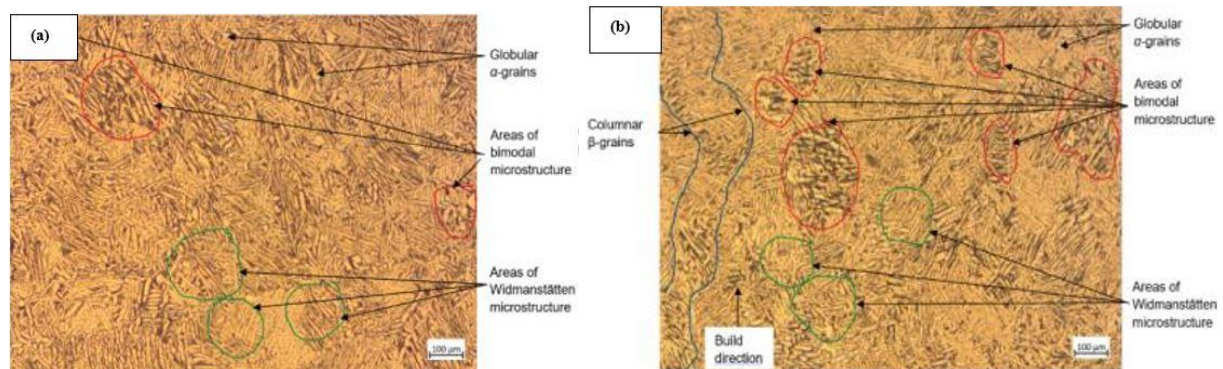 (a)
Globular
α-grains
Areas of
bimodal
microstructure
Areas of
Widmanstätten
microstructure
100 µm
(b)
Globular
α-grains
Areas of
bimodal
microstructure
Columnar
β-grains
Areas of
Widmanstätten
microstructure
Build
direction
100 µm